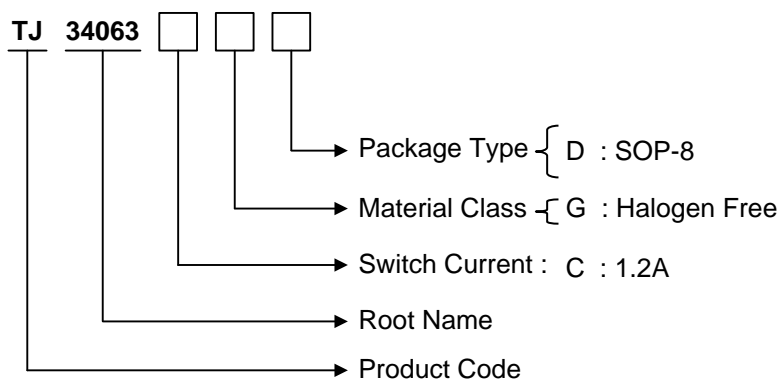 TJ 34063
Package Type { D : SOP-8
Material Class { G : Halogen Free
Switch Current : C : 1.2A
Root Name
Product Code